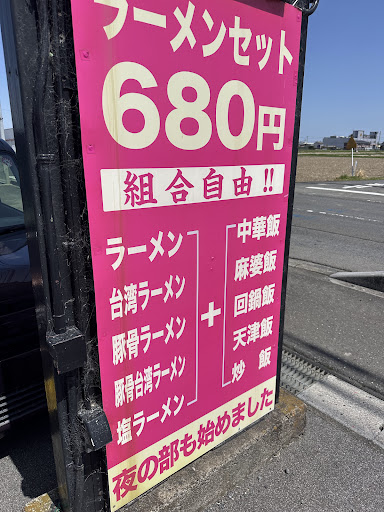 ラーメンセット
680円
組合自由!!
ラーメン
台湾ラーメン
豚骨ラーメン
豚骨台湾ラーメン
塩ラーメン
+
中華飯
麻婆飯
回鍋飯
天津飯
炒飯
夜の部も始めました